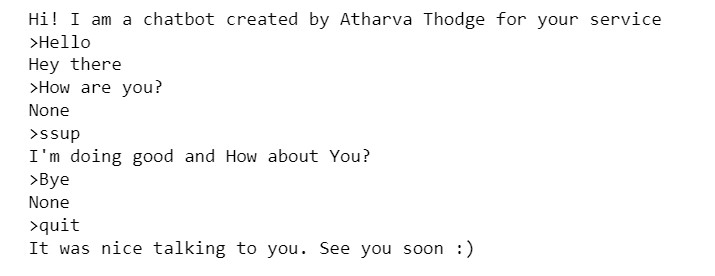 Hi! I am a chatbot created by Atharva Thodge for your service
>Hello
Hey there
>How are you?
None
>ssup
I'm doing good and How about You?
>Bye
None
>quit
It was nice talking to you. See you soon :)